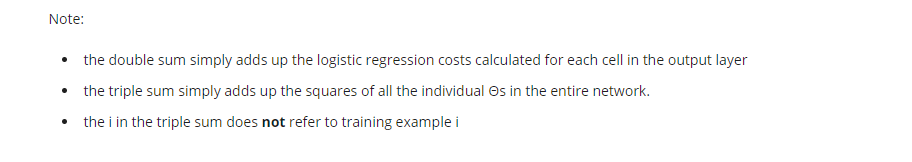 Note:
• the double sum simply adds up the logistic regression costs calculated for each cell in the output layer
• the triple sum simply adds up the squares of all the individual Θs in the entire network.
• the i in the triple sum does not refer to training example i